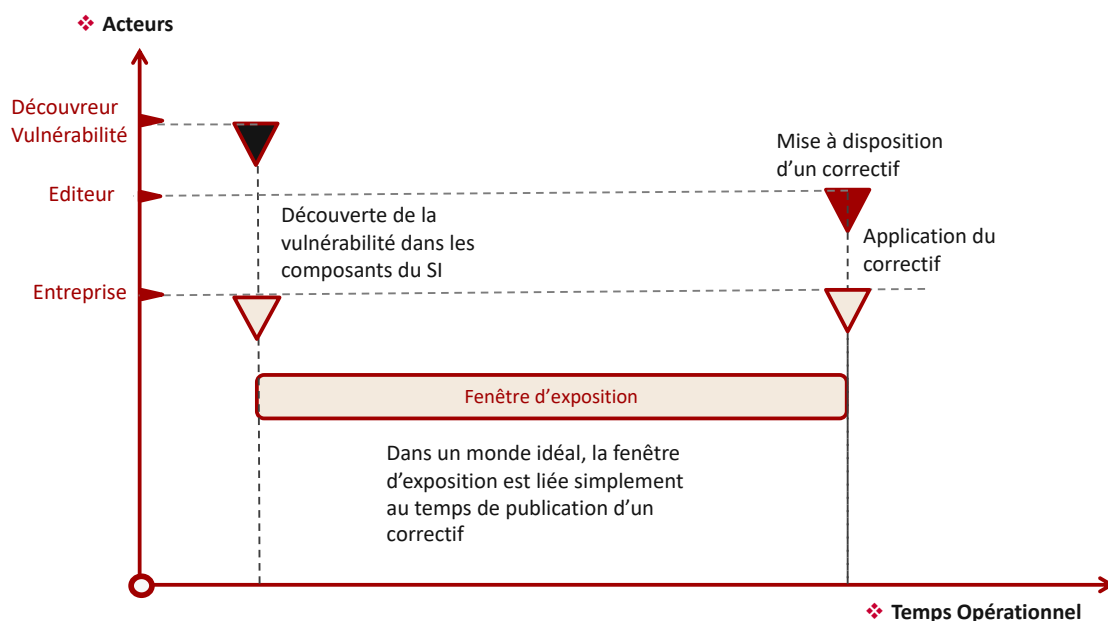 ❖ Acteurs
Découvreur
Vulnérabilité
Mise à disposition
d’un correctif
Editeur
Découverte de la
vulnérabilité dans les
composants du SI
Application du
correctif
Entreprise
Fenêtre d’exposition
Dans un monde idéal, la fenêtre
d’exposition est liée simplement
au temps de publication d’un
correctif
❖ Temps Opérationnel